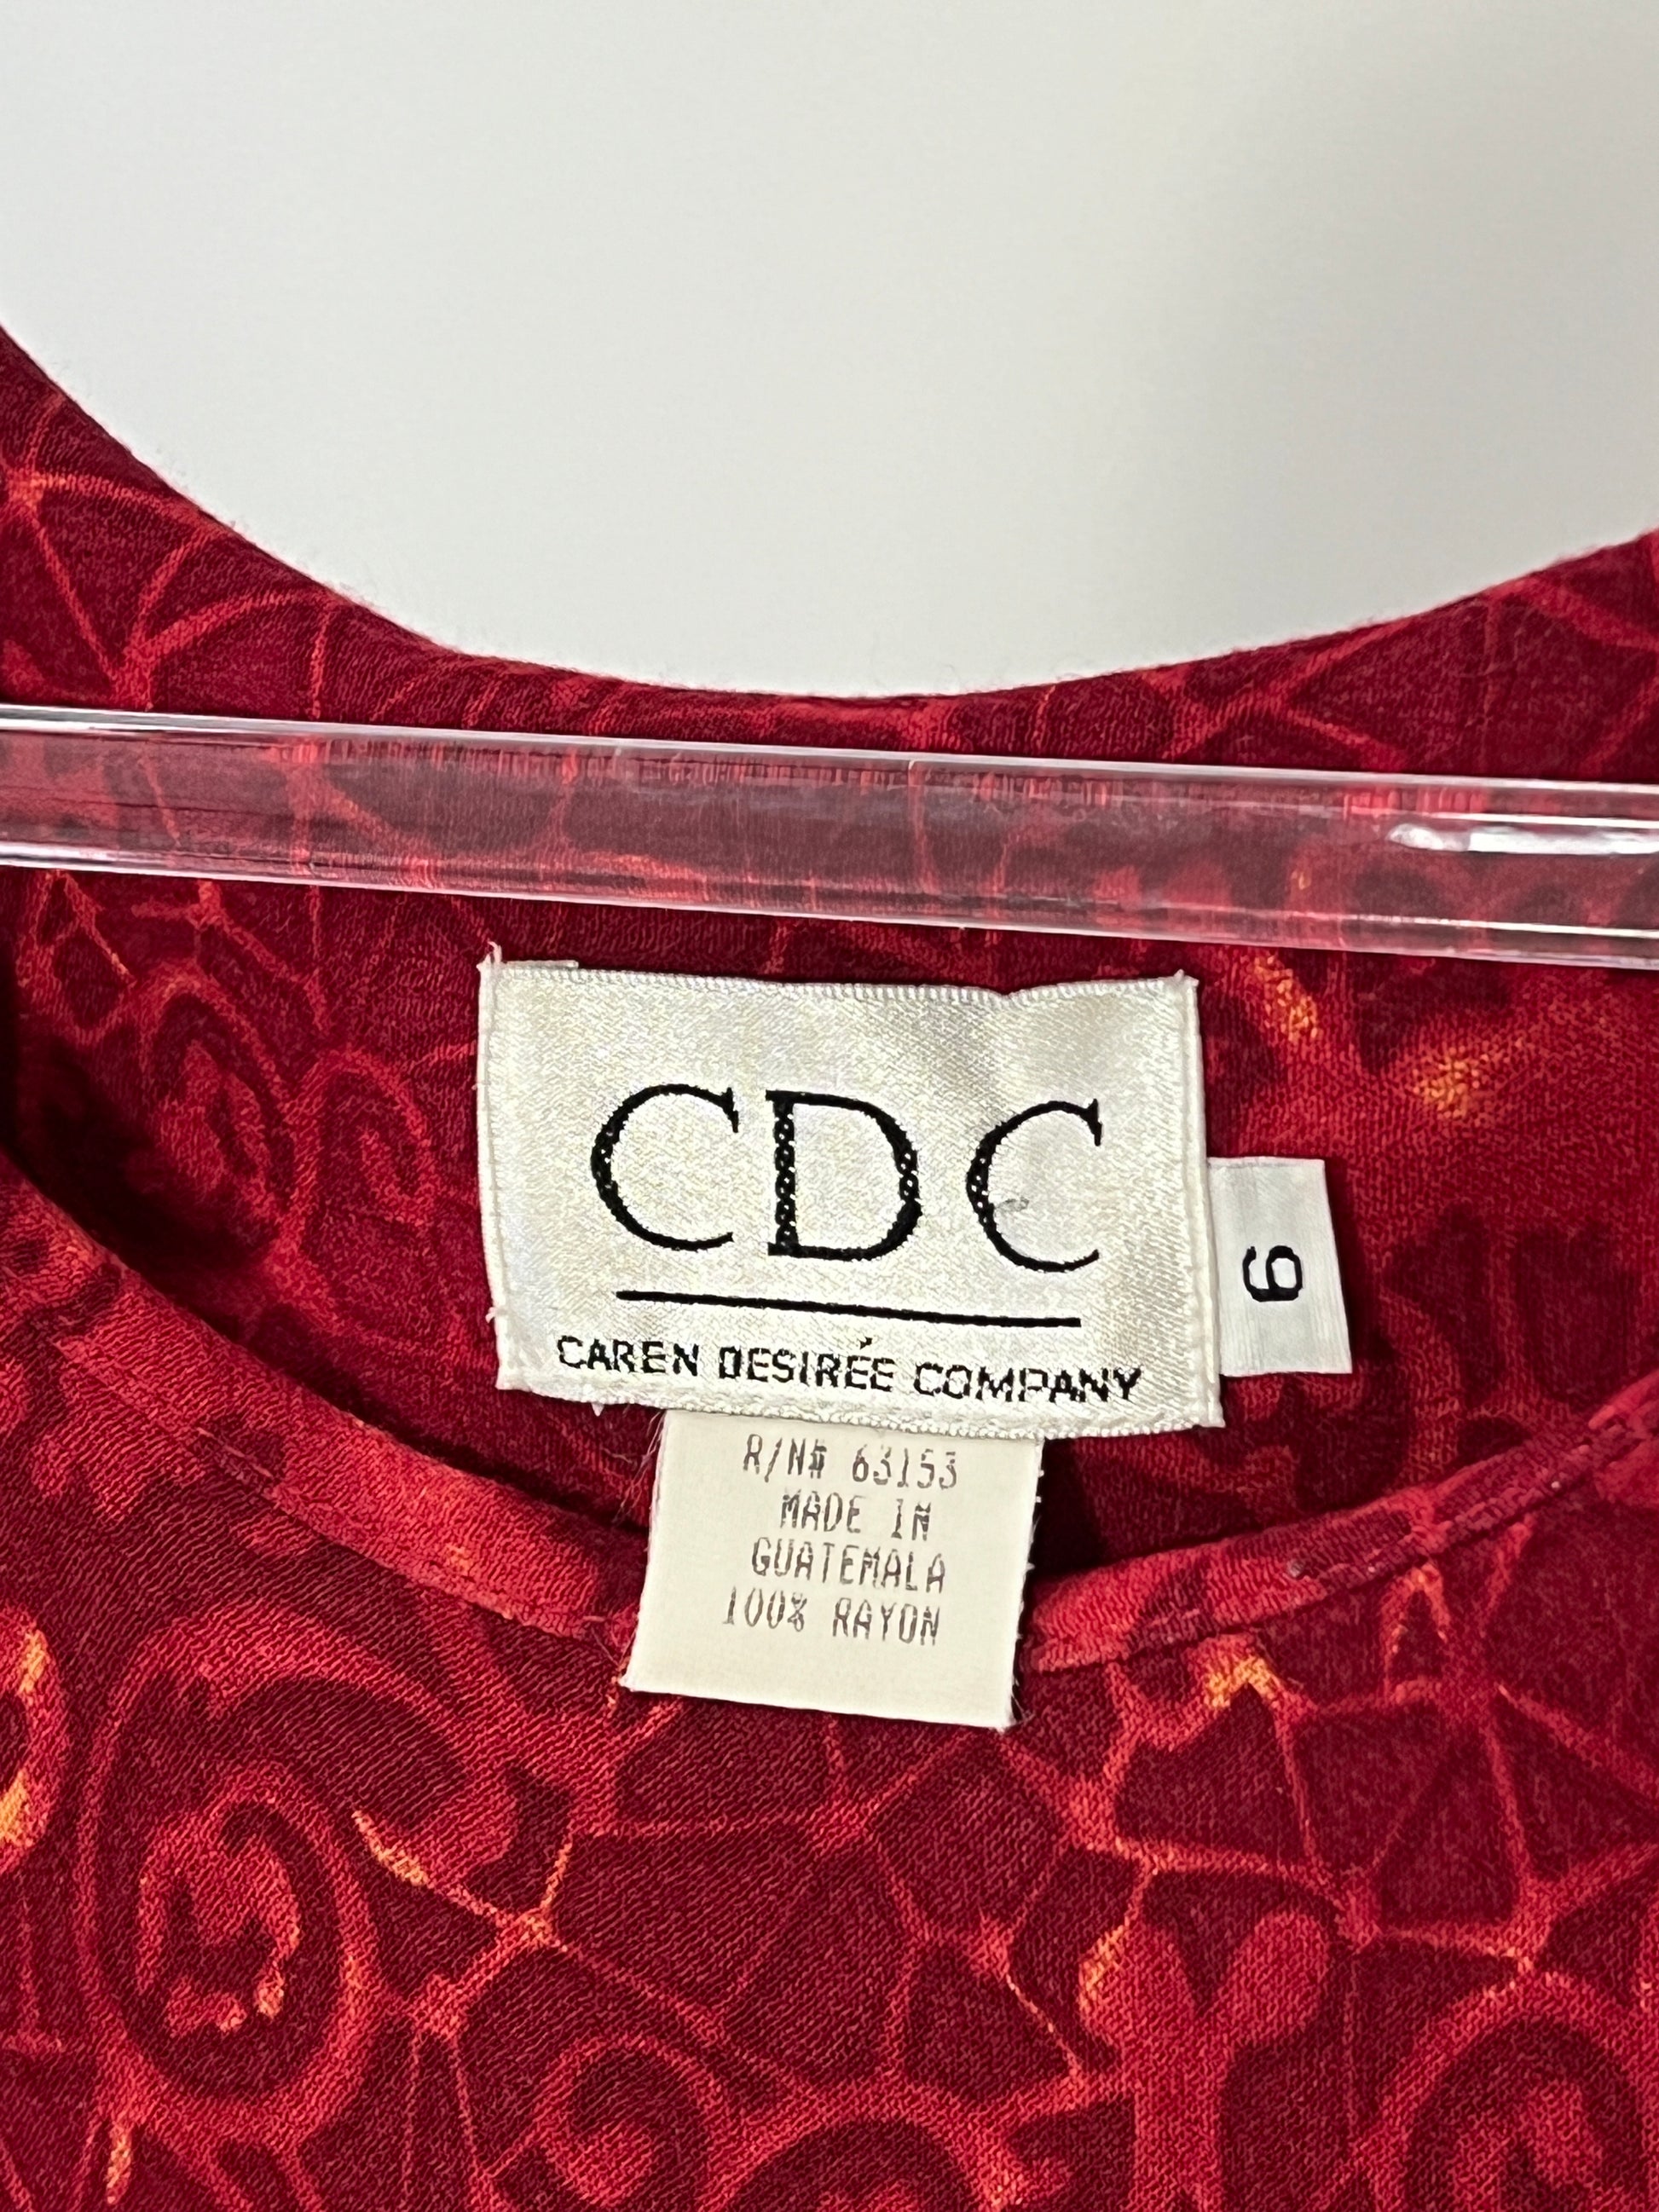 CDC
CAREN DESIRÉE COMPANY
6
R/N# 63153
MADE IN
GUATEMALA
100% RAYON